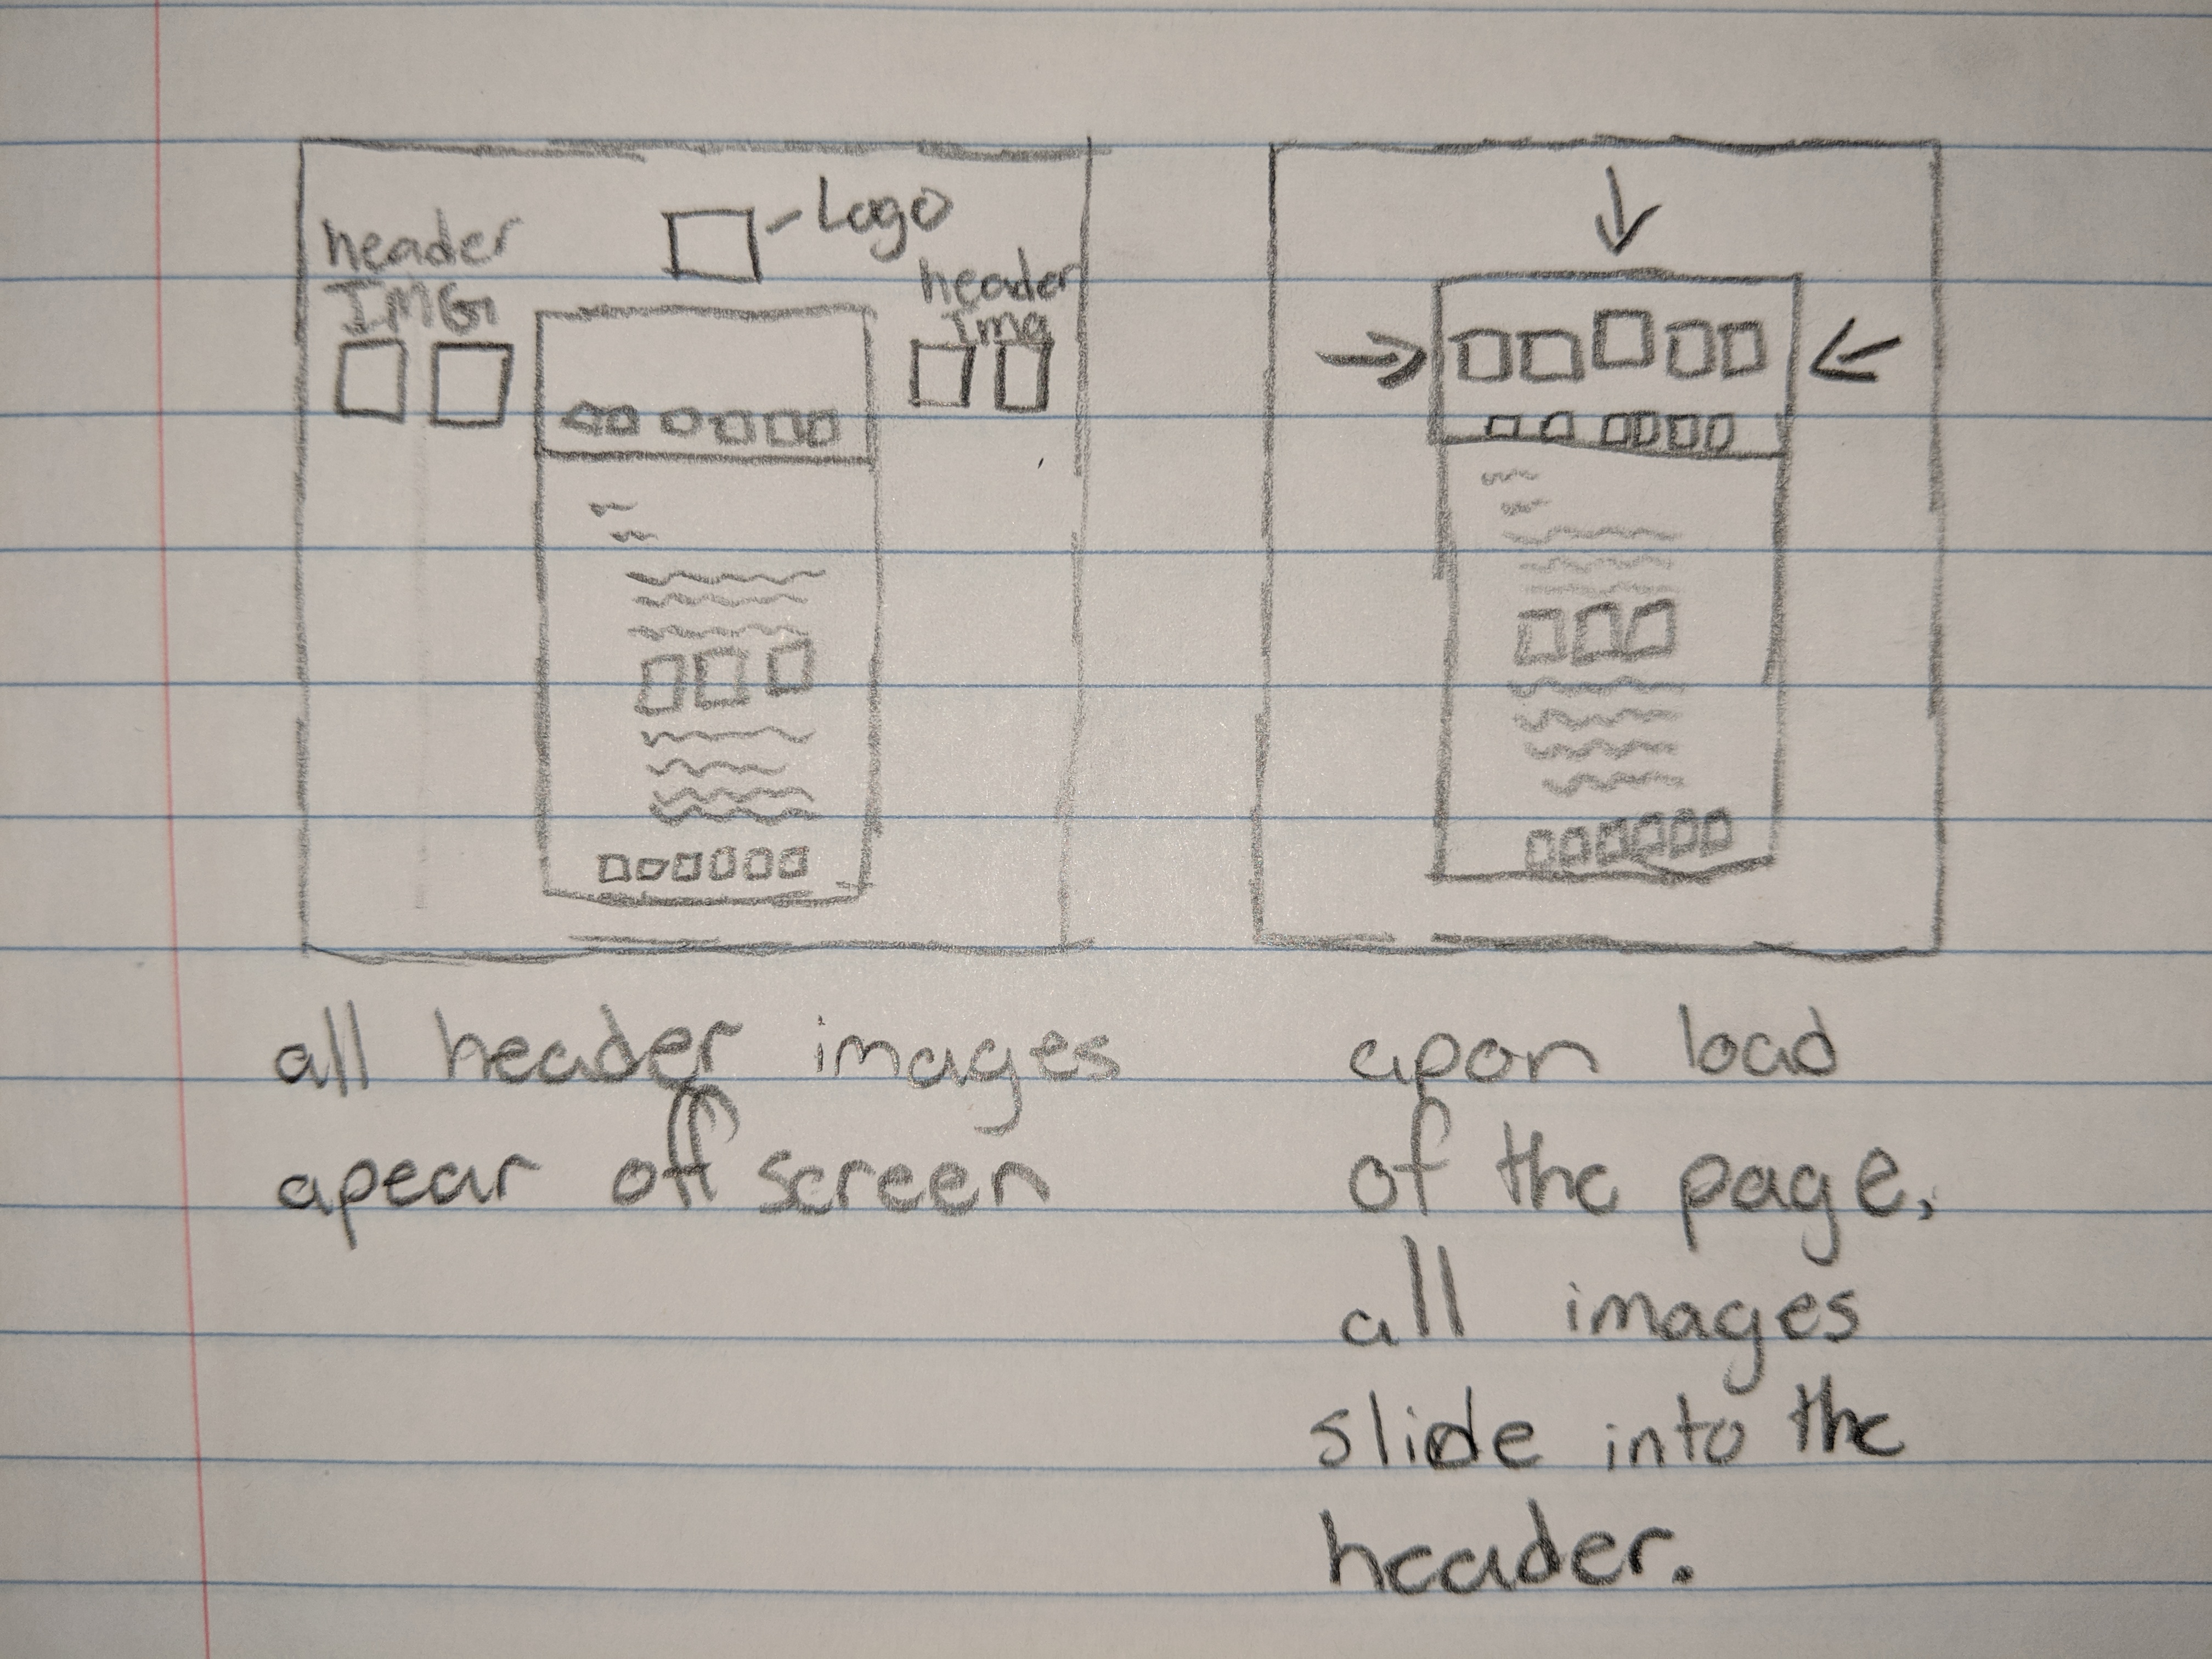 header
IMG
Logo
header
Img
all header images
apear off screen
apon load
of the page,
all images
slide into the
header.